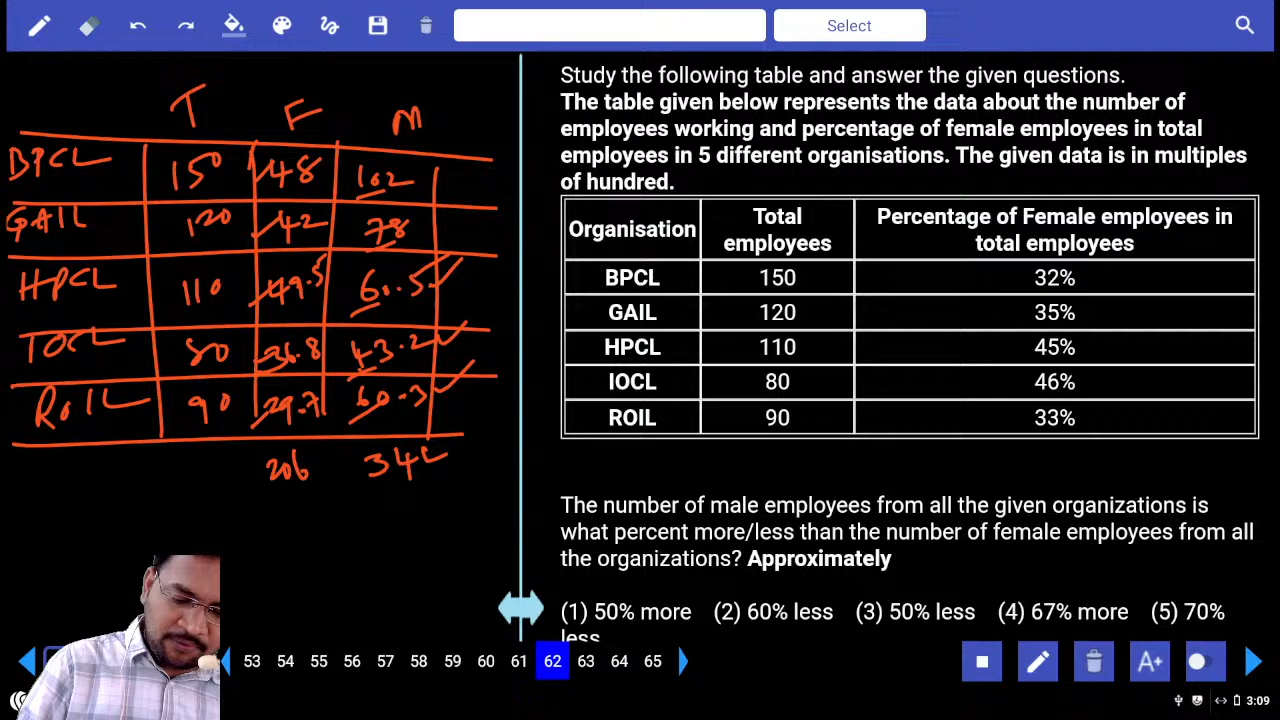 Select
T F M
BPCL 150 48 102
GAIL 120 42 78
HPCL 110 49.5 60.5
IOCL 80 36.8 43.2
ROIL 90 29.7 60.3
206 342
Study the following table and answer the given questions.
The table given below represents the data about the number of
employees working and percentage of female employees in total
employees in 5 different organisations. The given data is in multiples
of hundred.
Organisation Total employees Percentage of Female employees in total employees
BPCL 150 32%
GAIL 120 35%
HPCL 110 45%
IOCL 80 46%
ROIL 90 33%
The number of male employees from all the given organizations is
what percent more/less than the number of female employees from all
the organizations? Approximately
(1) 50% more (2) 60% less (3) 50% less (4) 67% more (5) 70%
less
53 54 55 56 57 58 59 60 61 62 63 64 65
A+
3:09